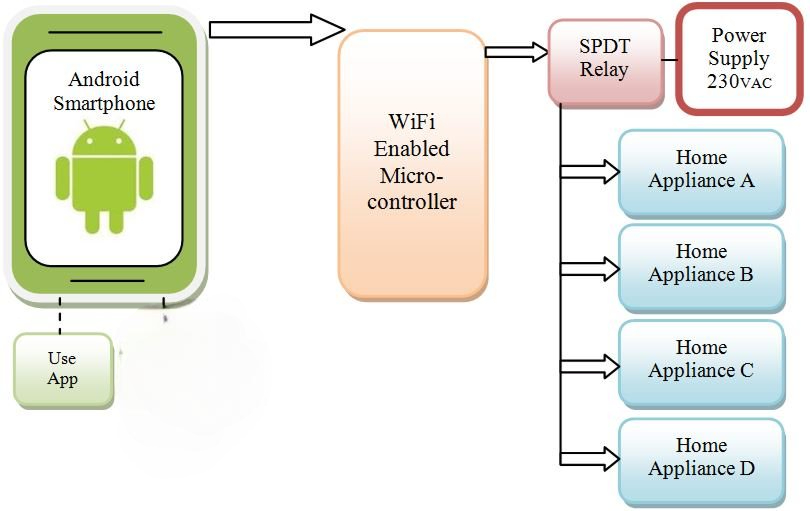 Android
Smartphone
WiFi
Enabled
Micro-
controller
SPDT
Relay
Power
Supply
230VAC
Home
Appliance A
Home
Appliance B
Home
Appliance C
Home
Appliance D
Use
App